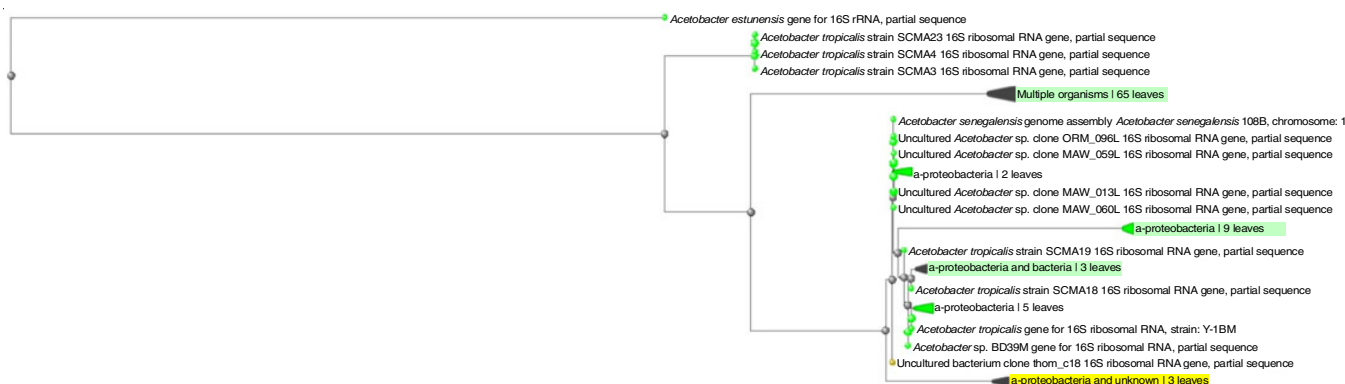 Acetobacter estunensis gene for 16S rRNA, partial sequence
Acetobacter tropicalis strain SCMA23 16S ribosomal RNA gene, partial sequence
Acetobacter tropicalis strain SCMA4 16S ribosomal RNA gene, partial sequence
Acetobacter tropicalis strain SCMA3 16S ribosomal RNA gene, partial sequence
Multiple organisms | 65 leaves
Acetobacter senegalensis genome assembly Acetobacter senegalensis 108B, chromosome: 1
Uncultured Acetobacter sp. clone ORM_096L 16S ribosomal RNA gene, partial sequence
Uncultured Acetobacter sp. clone MAW_059L 16S ribosomal RNA gene, partial sequence
a-proteobacteria | 2 leaves
Uncultured Acetobacter sp. clone MAW_013L 16S ribosomal RNA gene, partial sequence
Uncultured Acetobacter sp. clone MAW_060L 16S ribosomal RNA gene, partial sequence
a-proteobacteria | 9 leaves
Acetobacter tropicalis strain SCMA19 16S ribosomal RNA gene, partial sequence
a-proteobacteria and bacteria | 3 leaves
Acetobacter tropicalis strain SCMA18 16S ribosomal RNA gene, partial sequence
a-proteobacteria | 5 leaves
Acetobacter tropicalis gene for 16S ribosomal RNA, strain: Y-1BM
Acetobacter sp. BD39M gene for 16S ribosomal RNA, partial sequence
Uncultured bacterium clone thom_c18 16S ribosomal RNA gene, partial sequence
a-proteobacteria and unknown | 3 leaves